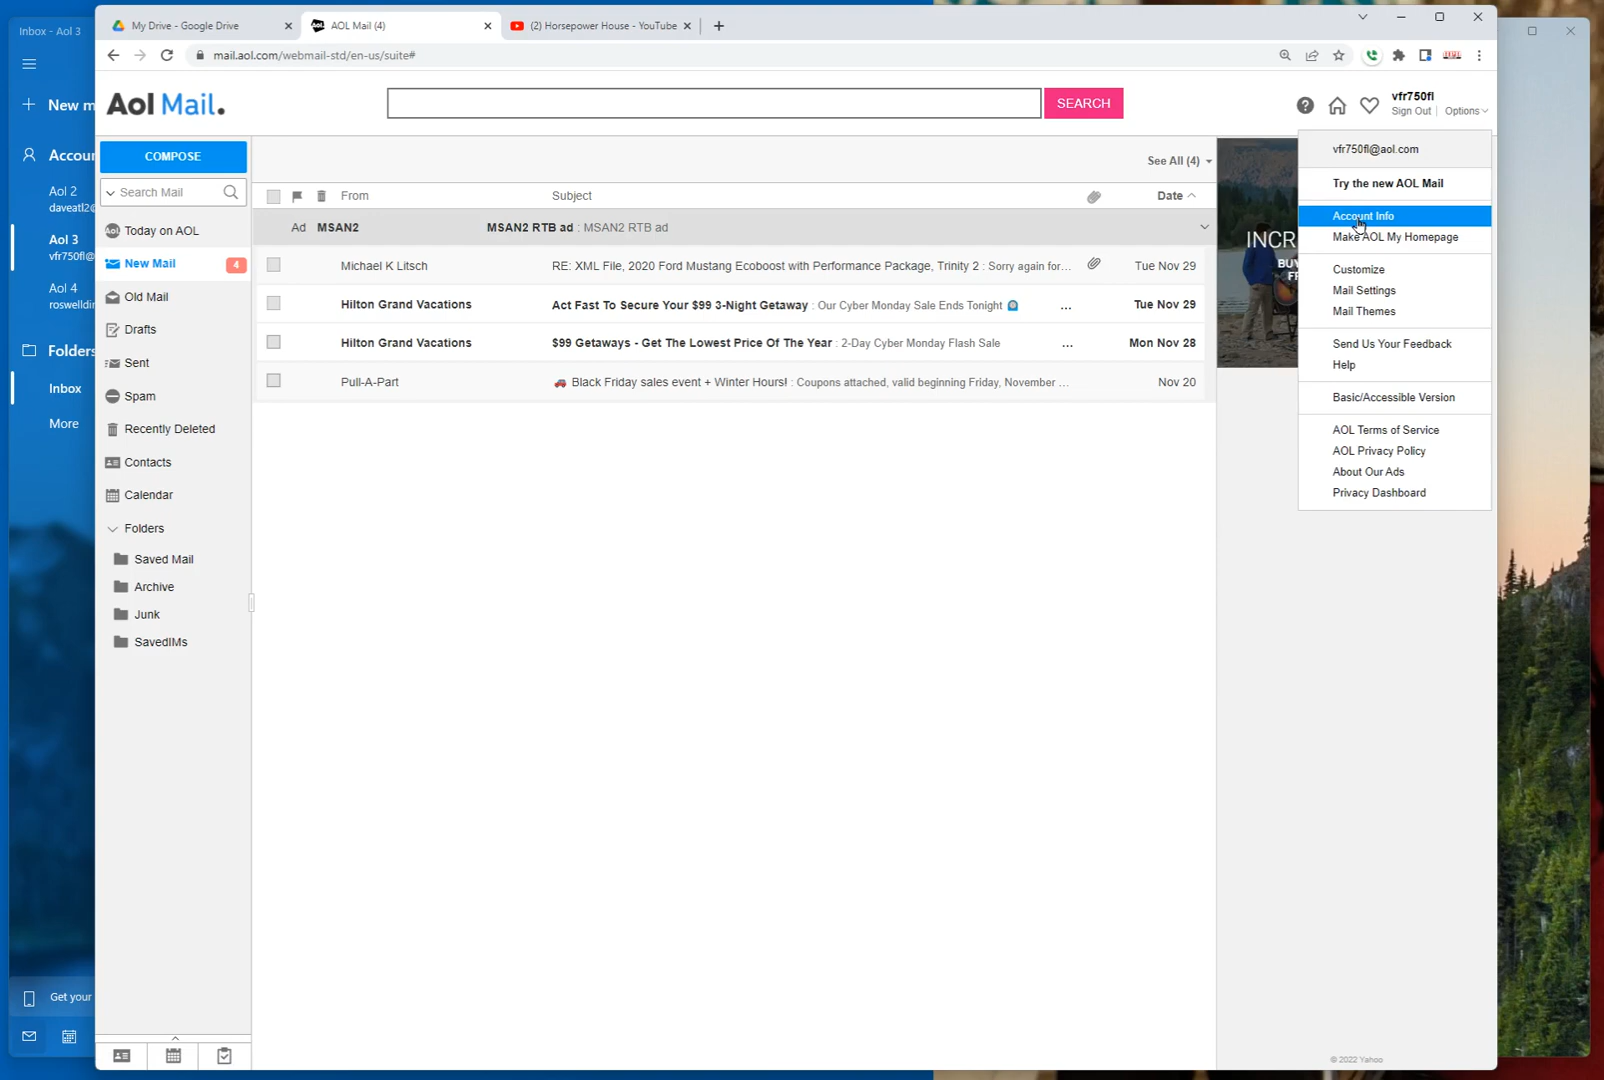 Inbox - Aol 3
My Drive - Google Drive
AOL Mail (4)
(2) Horsepower House - YouTube
mail.aol.com/webmail-std/en-us/suite#
New m
Accou
Aol 2
daveatl2@
Aol 3
vfr750fl@
Aol 4
roswelldi
Folders
Inbox
More
Get your
Aol Mail.
SEARCH
vfr750fl
Sign Out | Options
COMPOSE
Search Mail
Today on AOL
New Mail 4
Old Mail
Drafts
Sent
Spam
Recently Deleted
Contacts
Calendar
Folders
Saved Mail
Archive
Junk
SavedIMs
See All (4)
From Subject Date
Ad MSAN2 MSAN2 RTB ad : MSAN2 RTB ad
Michael K Litsch RE: XML File, 2020 Ford Mustang Ecoboost with Performance Package, Trinity 2 : Sorry again for... Tue Nov 29
Hilton Grand Vacations Act Fast To Secure Your $99 3-Night Getaway : Our Cyber Monday Sale Ends Tonight ... Tue Nov 29
Hilton Grand Vacations $99 Getaways - Get The Lowest Price Of The Year : 2-Day Cyber Monday Flash Sale ... Mon Nov 28
Pull-A-Part Black Friday sales event + Winter Hours! : Coupons attached, valid beginning Friday, November ... Nov 20
INCR
BUY
F
vfr750fl@aol.com
Try the new AOL Mail
Account Info
Make AOL My Homepage
Customize
Mail Settings
Mail Themes
Send Us Your Feedback
Help
Basic/Accessible Version
AOL Terms of Service
AOL Privacy Policy
About Our Ads
Privacy Dashboard
© 2022 Yahoo